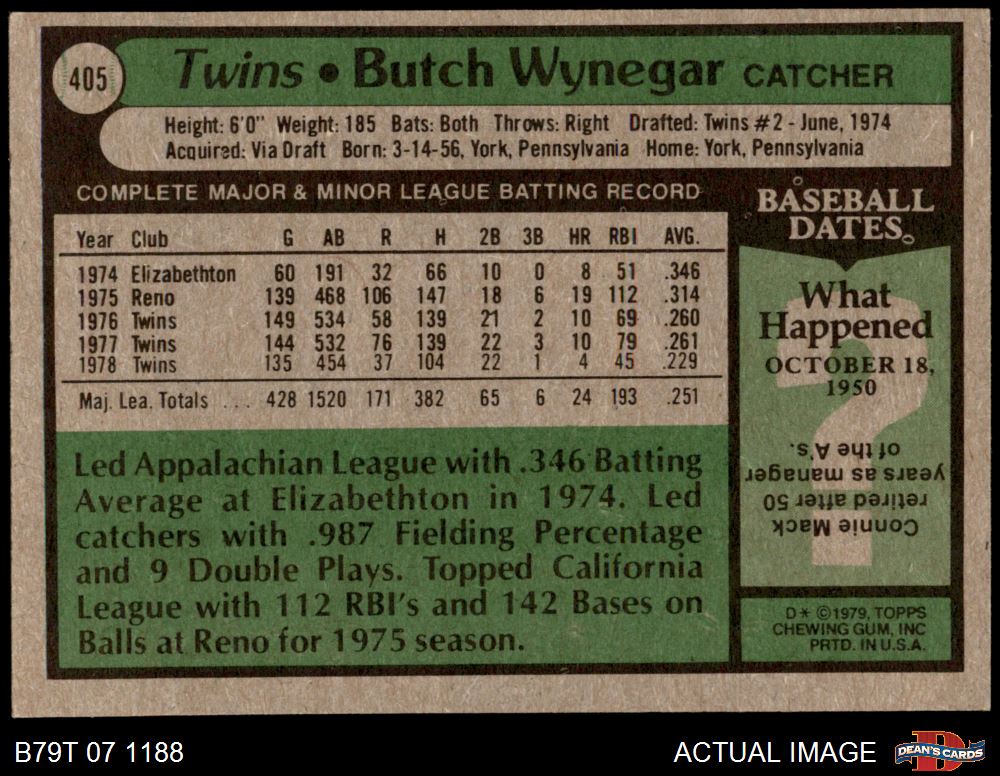 405
Twins • Butch Wynegar CATCHER
Height: 6'0" Weight: 185 Bats: Both Throws: Right Drafted: Twins #2 - June, 1974
Acquired: Via Draft Born: 3-14-56, York, Pennsylvania Home: York, Pennsylvania
COMPLETE MAJOR & MINOR LEAGUE BATTING RECORD
Year Club G AB R H 2B 3B HR RBI AVG.
1974 Elizabethton 60 191 32 66 10 0 8 51 .346
1975 Reno 139 468 106 147 18 6 19 112 .314
1976 Twins 149 534 58 139 21 2 10 69 .260
1977 Twins 144 532 76 139 22 3 10 79 .261
1978 Twins 135 454 37 104 22 1 4 45 .229
Maj. Lea. Totals ... 428 1520 171 382 65 6 24 193 .251
Led Appalachian League with .346 Batting
Average at Elizabethton in 1974. Led
catchers with .987 Fielding Percentage
and 9 Double Plays. Topped California
League with 112 RBI's and 142 Bases on
Balls at Reno for 1975 season.
BASEBALL
DATES
What
Happened
OCTOBER 18,
1950
?
Connie Mack
retired after 50
years as manager
of the A's.
D* ©1979, TOPPS
CHEWING GUM, INC
PRTD. IN U.S.A.
B79T 07 1188
ACTUAL IMAGE
DEAN'S CARDS